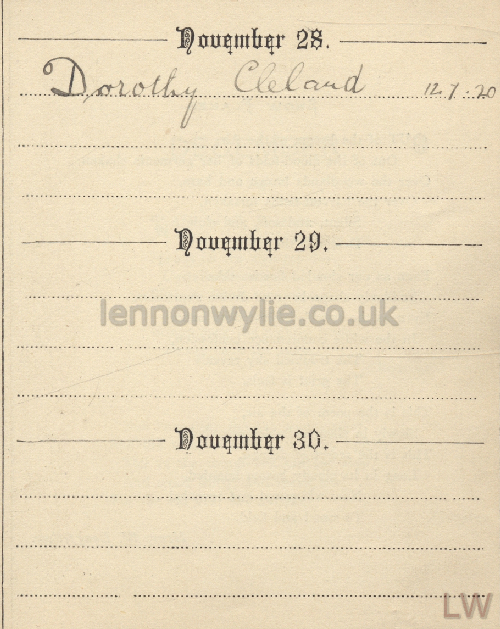 November 28.
Dorothy Cleland 12.7.20
November 29.
lennonwylie.co.uk
November 30.
LW